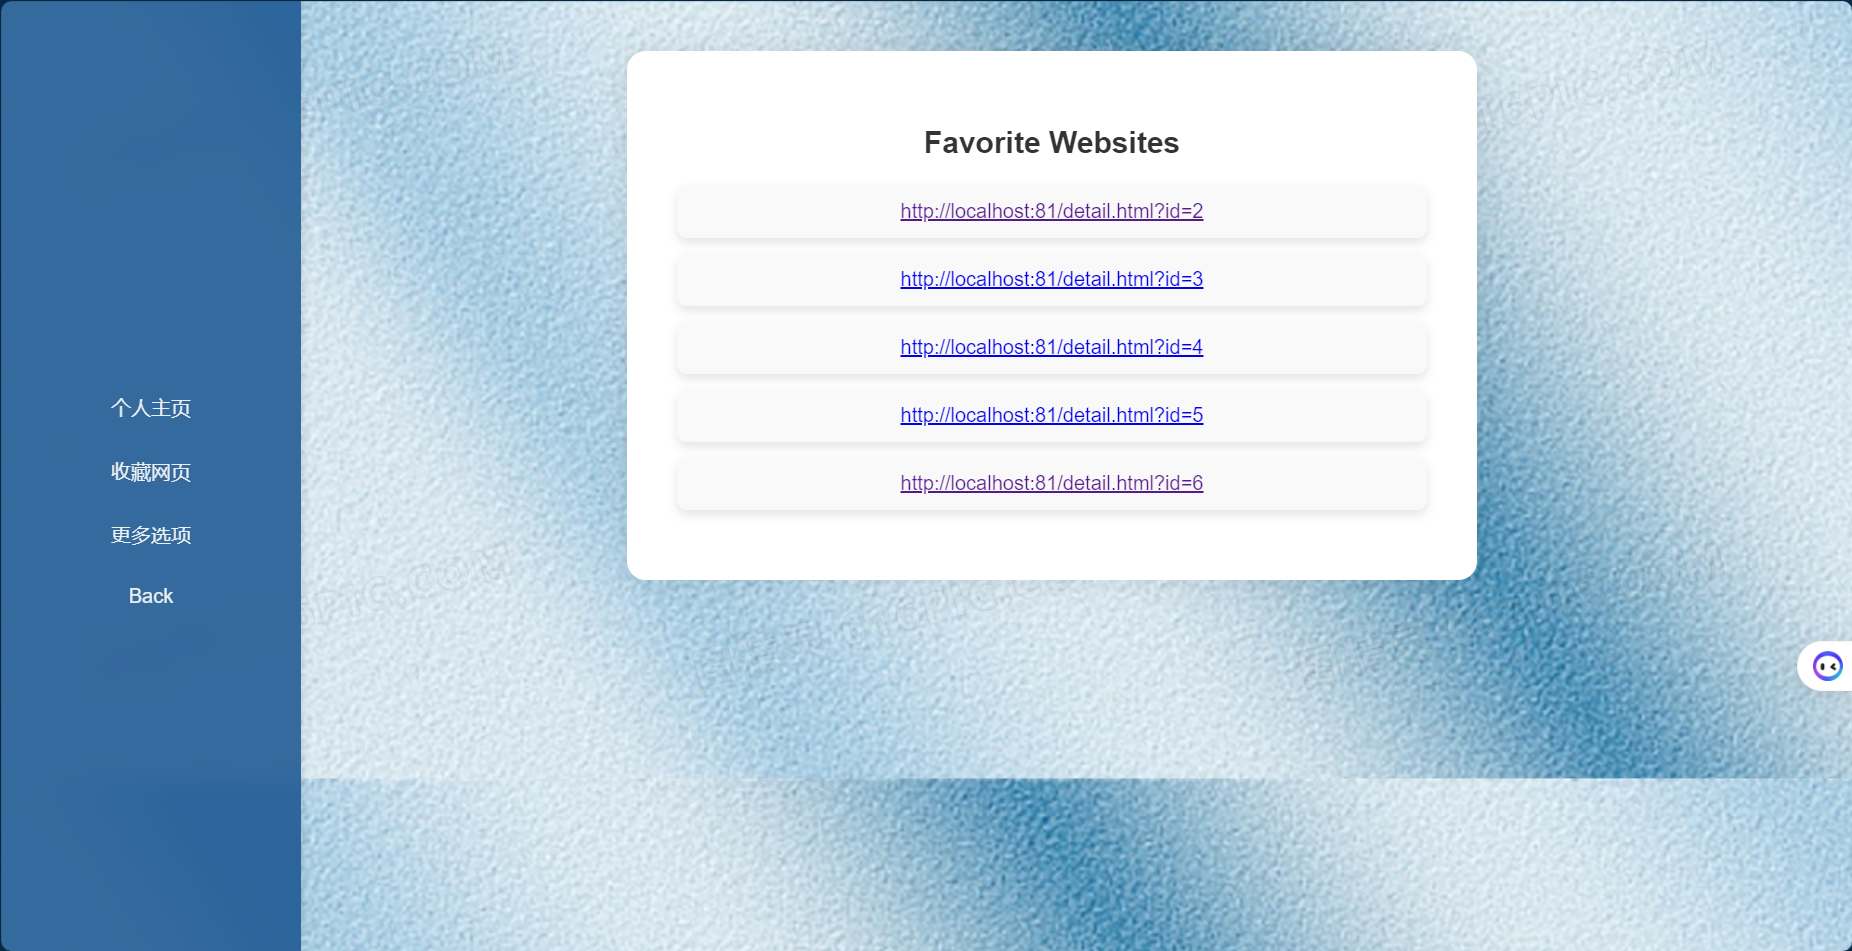 个人主页
收藏网页
更多选项
Back
Favorite Websites
http://localhost:81/detail.html?id=2
http://localhost:81/detail.html?id=3
http://localhost:81/detail.html?id=4
http://localhost:81/detail.html?id=5
http://localhost:81/detail.html?id=6